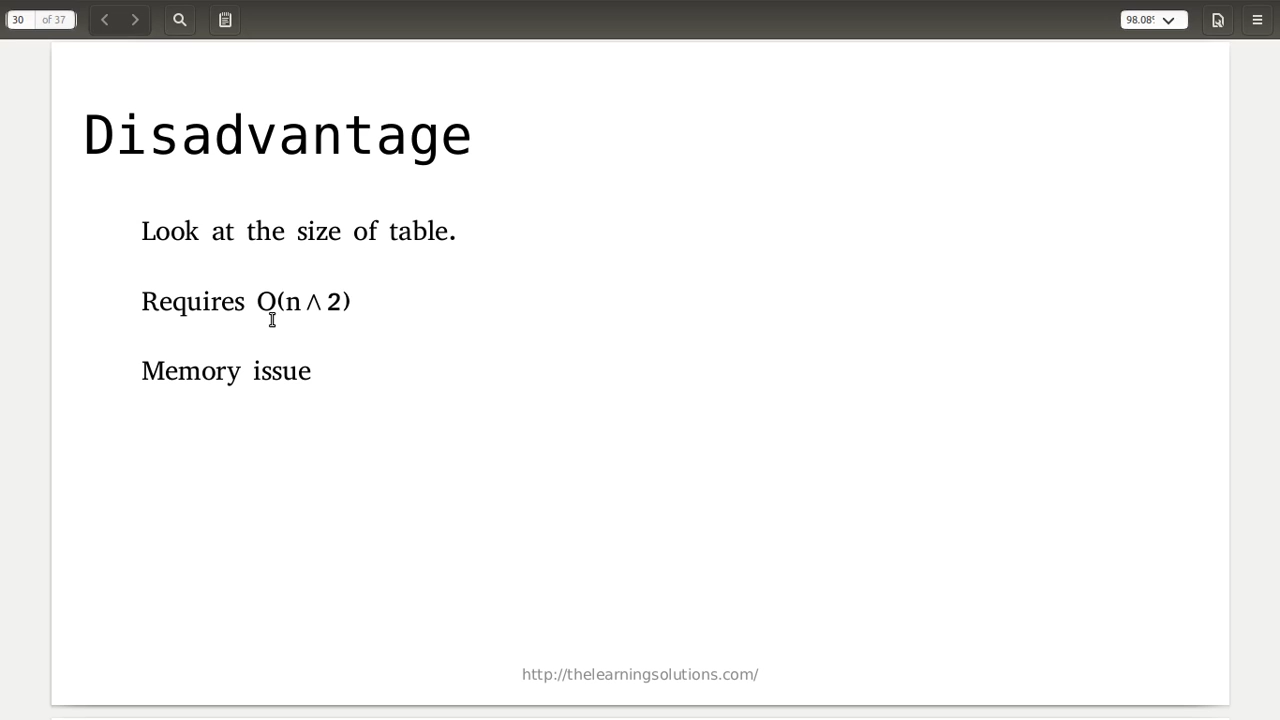 30 of 37
98.08%
Disadvantage
Look at the size of table.
Requires O(n^2)
Memory issue
http://thelearningsolutions.com/